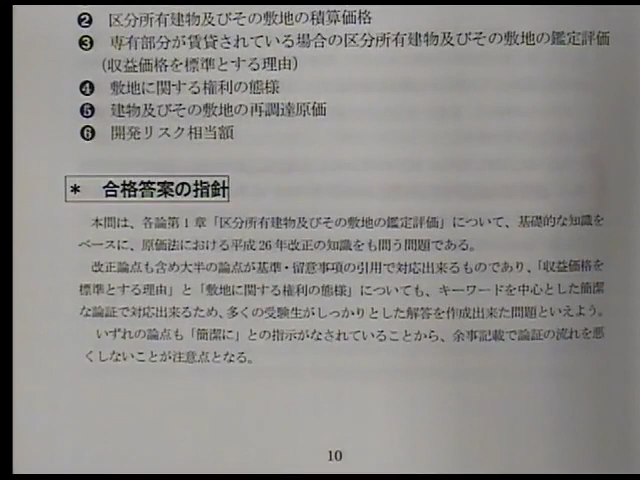 ❷ 区分所有建物及びその敷地の積算価格
❸ 専有部分が賃貸されている場合の区分所有建物及びその敷地の鑑定評価
(収益価格を標準とする理由)
❹ 敷地に関する権利の態様
❺ 建物及びその敷地の再調達原価
❻ 開発リスク相当額
＊ 合格答案の指針
本問は、各論第1章「区分所有建物及びその敷地の鑑定評価」について、基礎的な知識を
ベースに、原価法における平成26年改正の知識をも問う問題である。
改正論点も含め大半の論点が基準・留意事項の引用で対応出来るものであり、「収益価格を
標準とする理由」と「敷地に関する権利の態様」についても、キーワードを中心とした簡潔
な論証で対応出来るため、多くの受験生がしっかりとした解答を作成出来た問題といえよう。
いずれの論点も「簡潔に」との指示がなされていることから、余事記載で論証の流れを悪
くしないことが注意点となる。
10